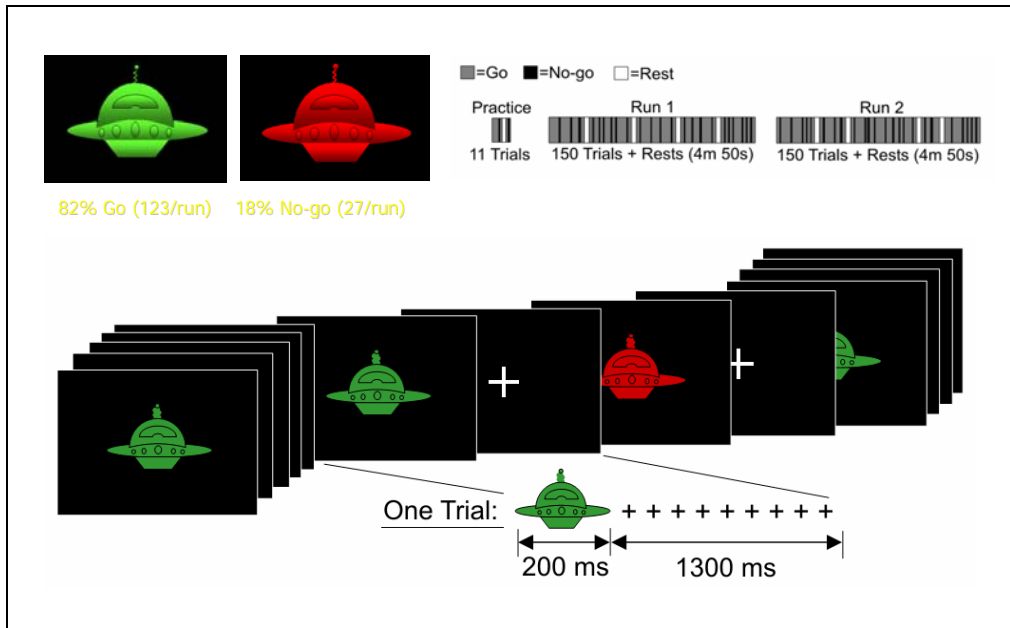 =Go =No-go =Rest
Practice Run 1 Run 2
11 Trials 150 Trials + Rests (4m 50s) 150 Trials + Rests (4m 50s)
82% Go (123/run) 18% No-go (27/run)
One Trial:
200 ms 1300 ms